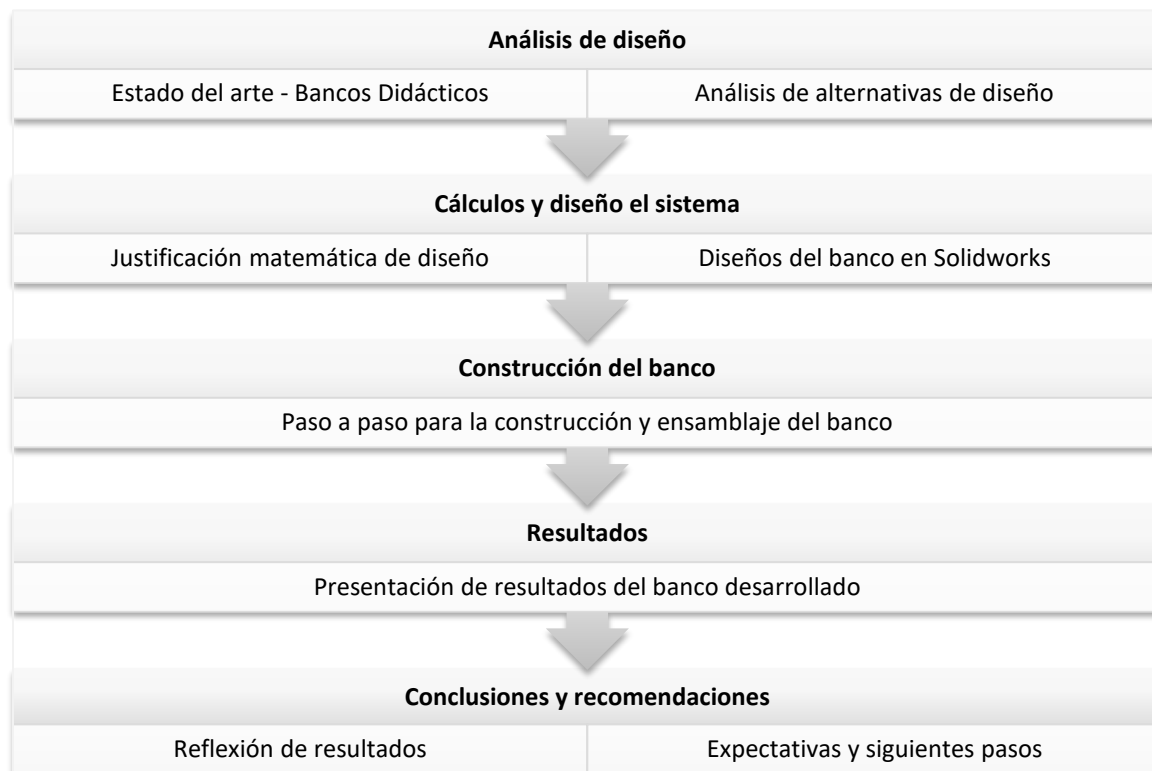 Análisis de diseño
Estado del arte - Bancos Didácticos
Análisis de alternativas de diseño
Cálculos y diseño el sistema
Justificación matemática de diseño
Diseños del banco en Solidworks
Construcción del banco
Paso a paso para la construcción y ensamblaje del banco
Resultados
Presentación de resultados del banco desarrollado
Conclusiones y recomendaciones
Reflexión de resultados
Expectativas y siguientes pasos